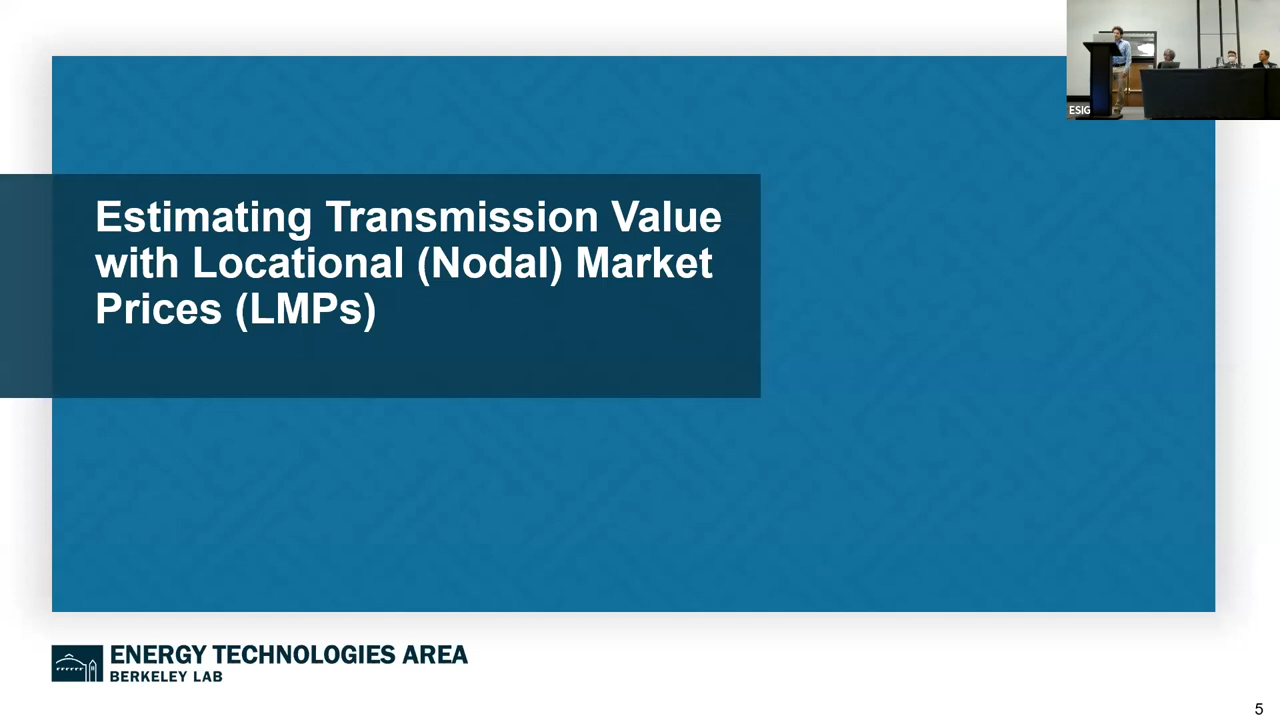 ESIG
Estimating Transmission Value
with Locational (Nodal) Market
Prices (LMPs)
ENERGY TECHNOLOGIES AREA
BERKELEY LAB
5